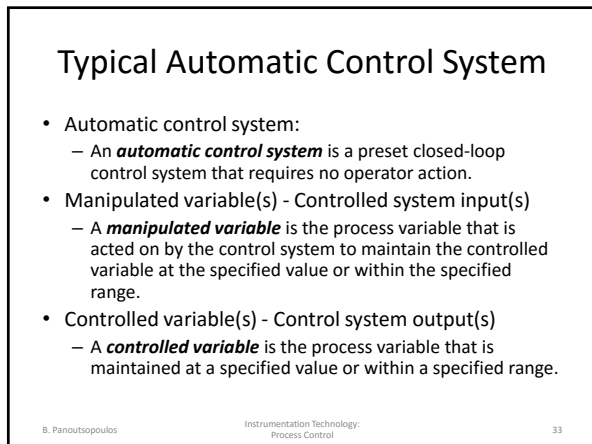 Typical Automatic Control System
• Automatic control system:
– An automatic control system is a preset closed-loop
control system that requires no operator action.
• Manipulated variable(s) - Controlled system input(s)
– A manipulated variable is the process variable that is
acted on by the control system to maintain the controlled
variable at the specified value or within the specified
range.
• Controlled variable(s) - Control system output(s)
– A controlled variable is the process variable that is
maintained at a specified value or within a specified range.
B. Panoutsopoulos
Instrumentation Technology:
Process Control
33